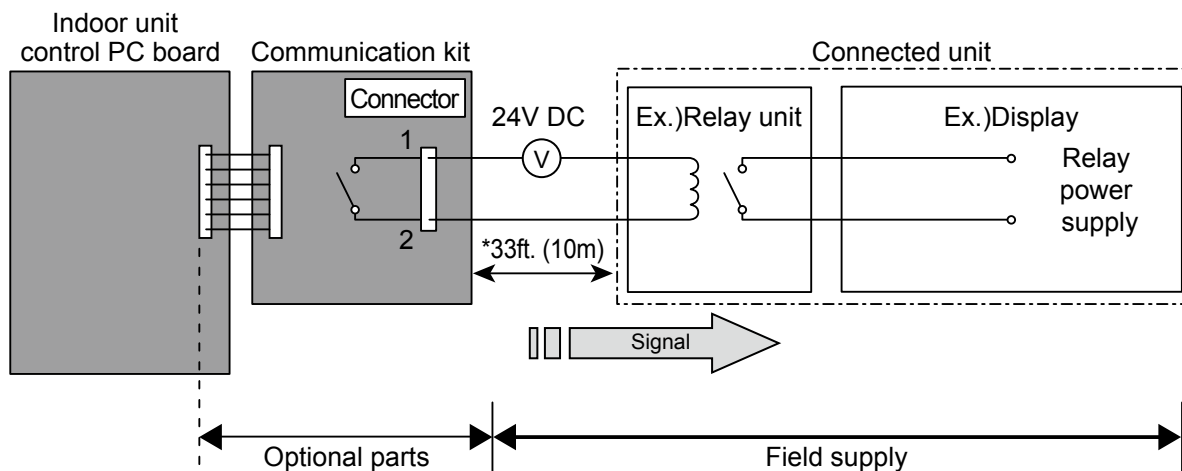 Indoor unit
control PC board
Communication kit
Connected unit
Connector
24V DC
Ex.)Relay unit
Ex.)Display
1
V
Relay
power
supply
2
*33ft. (10m)
Signal
Optional parts
Field supply